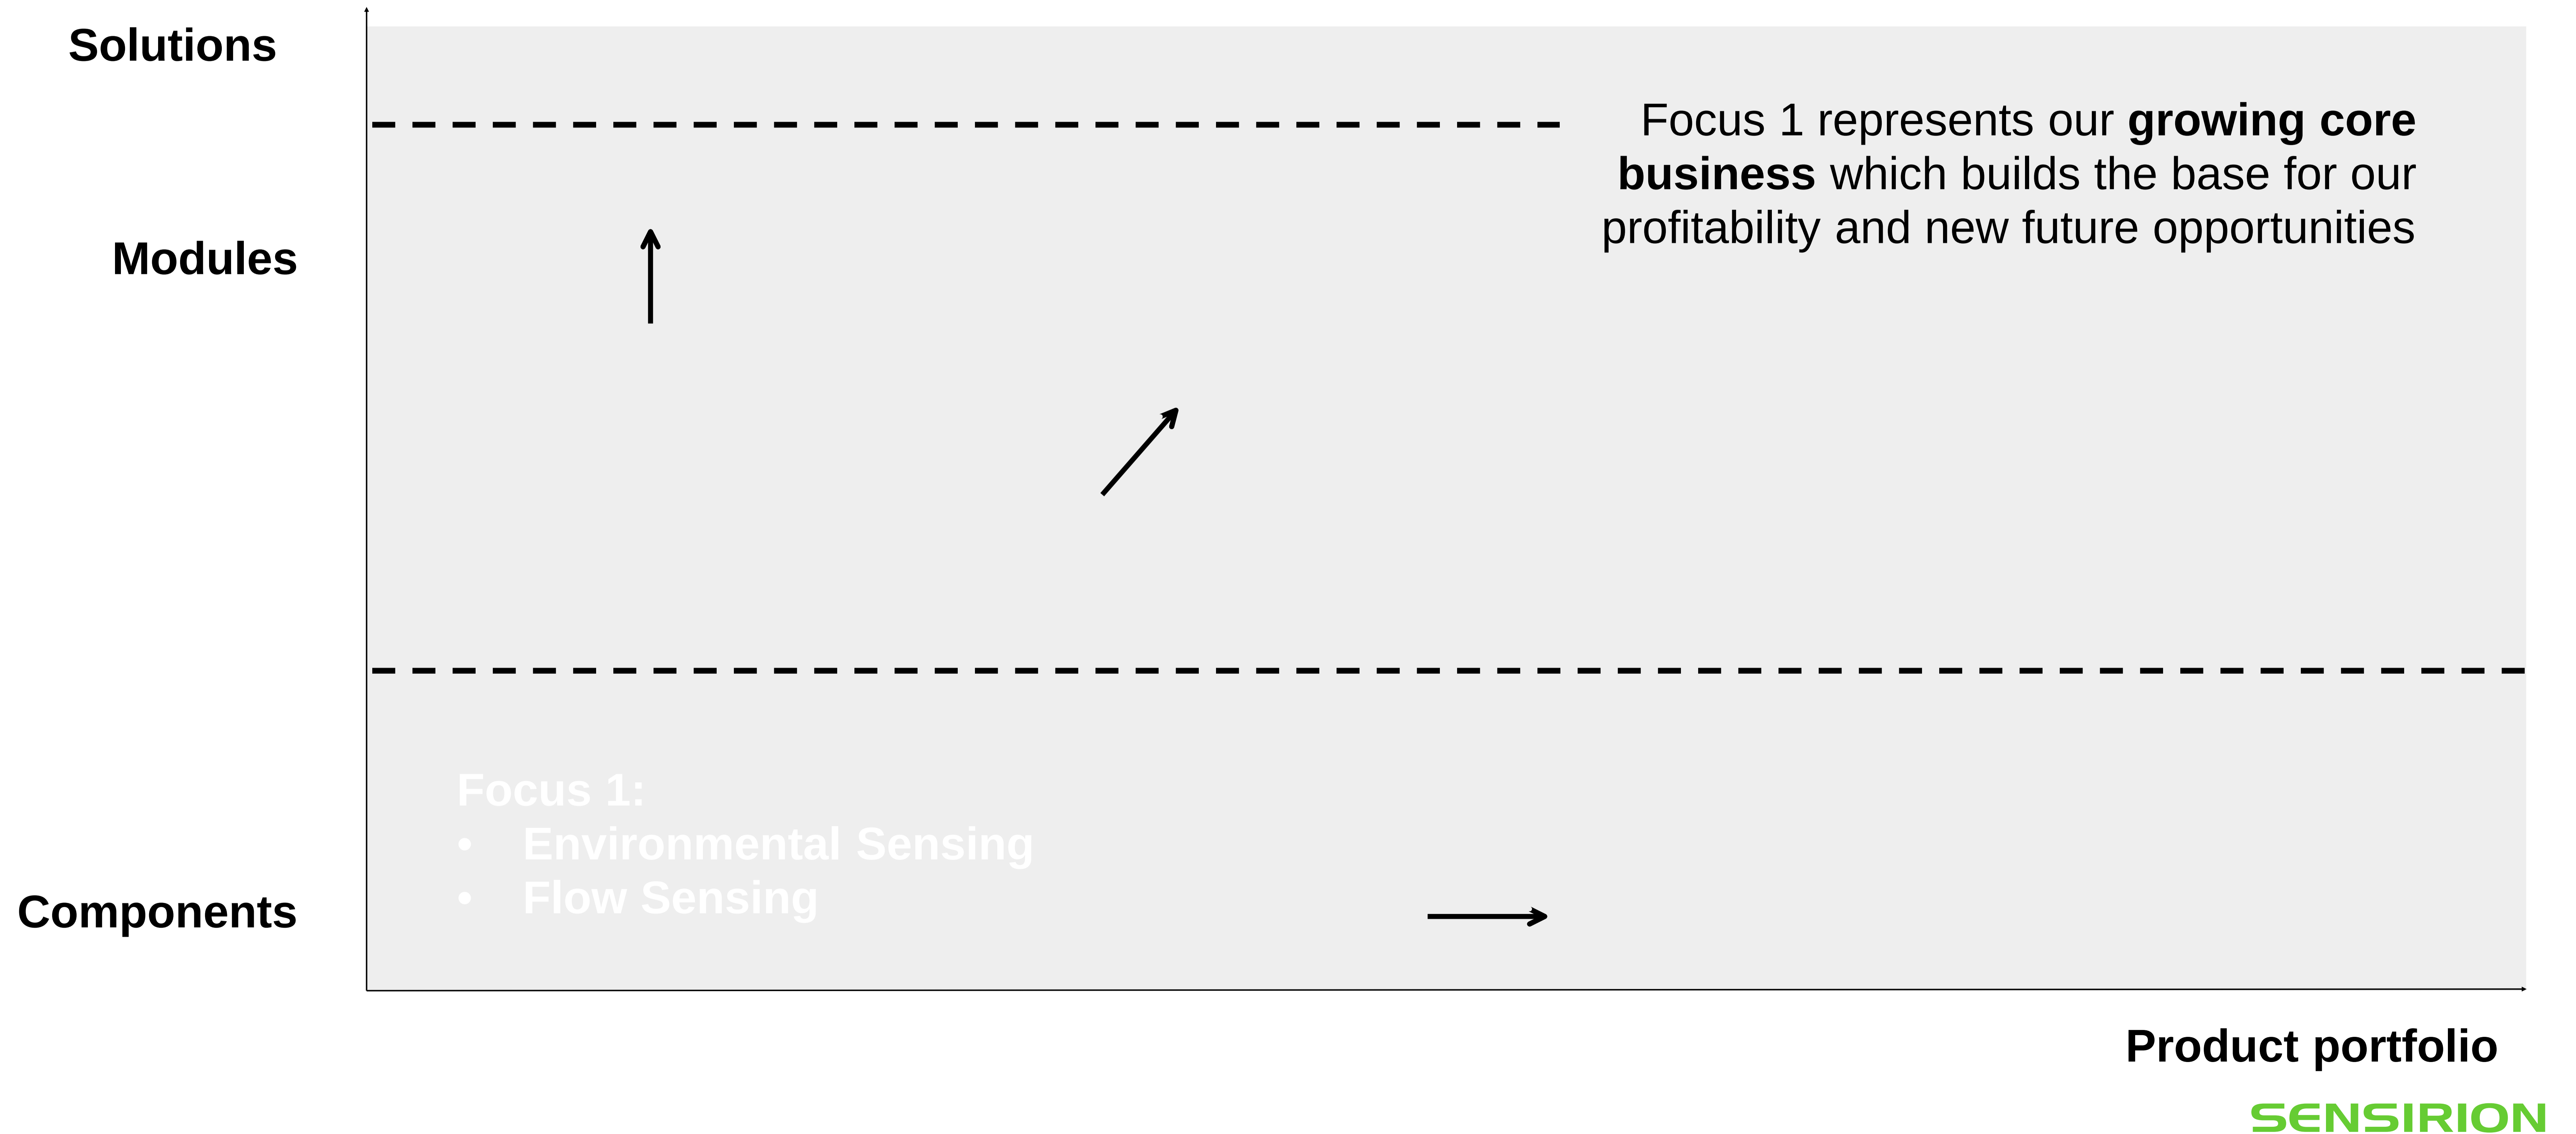 Solutions
Focus 1 represents our growing core
business which builds the base for our
profitability and new future opportunities
Modules
Focus 1:
• Environmental Sensing
• Flow Sensing
Components
Product portfolio
SENSIRION